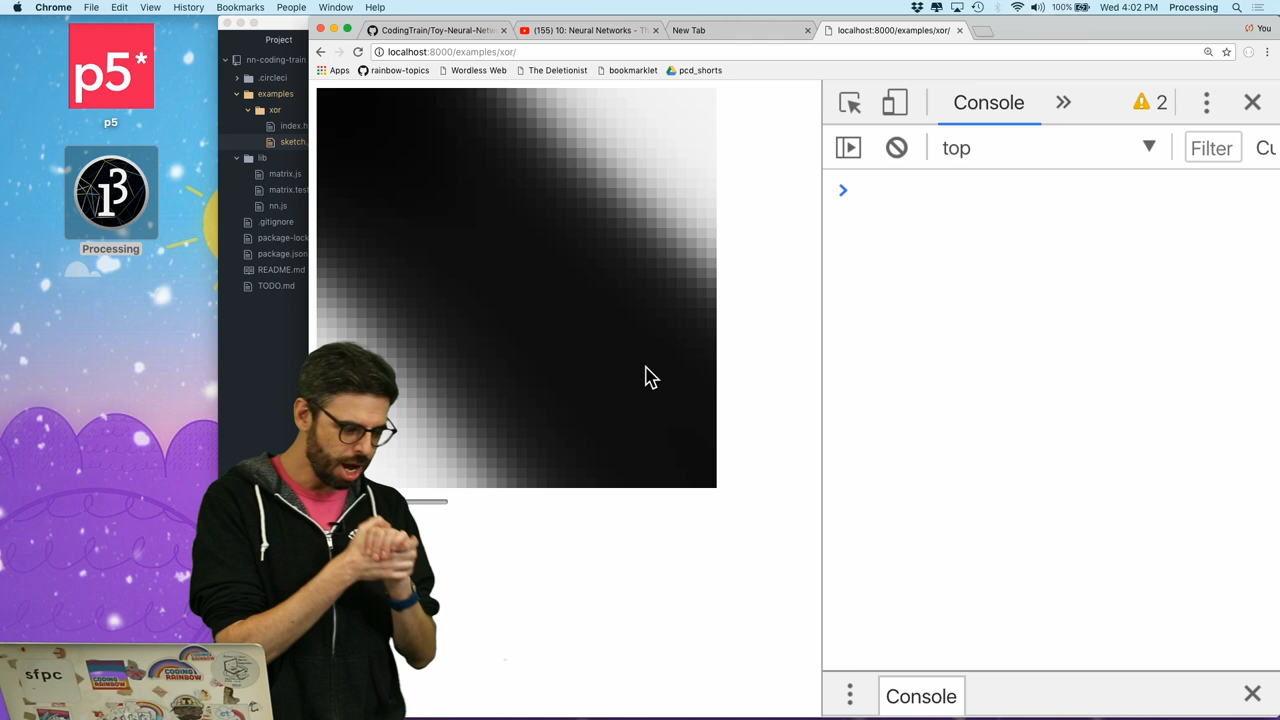 Chrome File Edit View History Bookmarks People Window Help 100% Wed 4:02 PM Processing
CodingTrain/Toy-Neural-Netw
(155) 10: Neural Networks - Th
New Tab
localhost:8000/examples/xor/
You
localhost:8000/examples/xor/
Apps rainbow-topics Wordless Web The Deletionist bookmarklet pcd_shorts
p5*
p5
Processing
Project
nn-coding-train
.circleci
examples
xor
index.h
sketch.
lib
matrix.js
matrix.test
nn.js
.gitignore
package-lock
package.json
README.md
TODO.md
Console 2
top Filter
Console
sfpc
CODING
RAINBOW